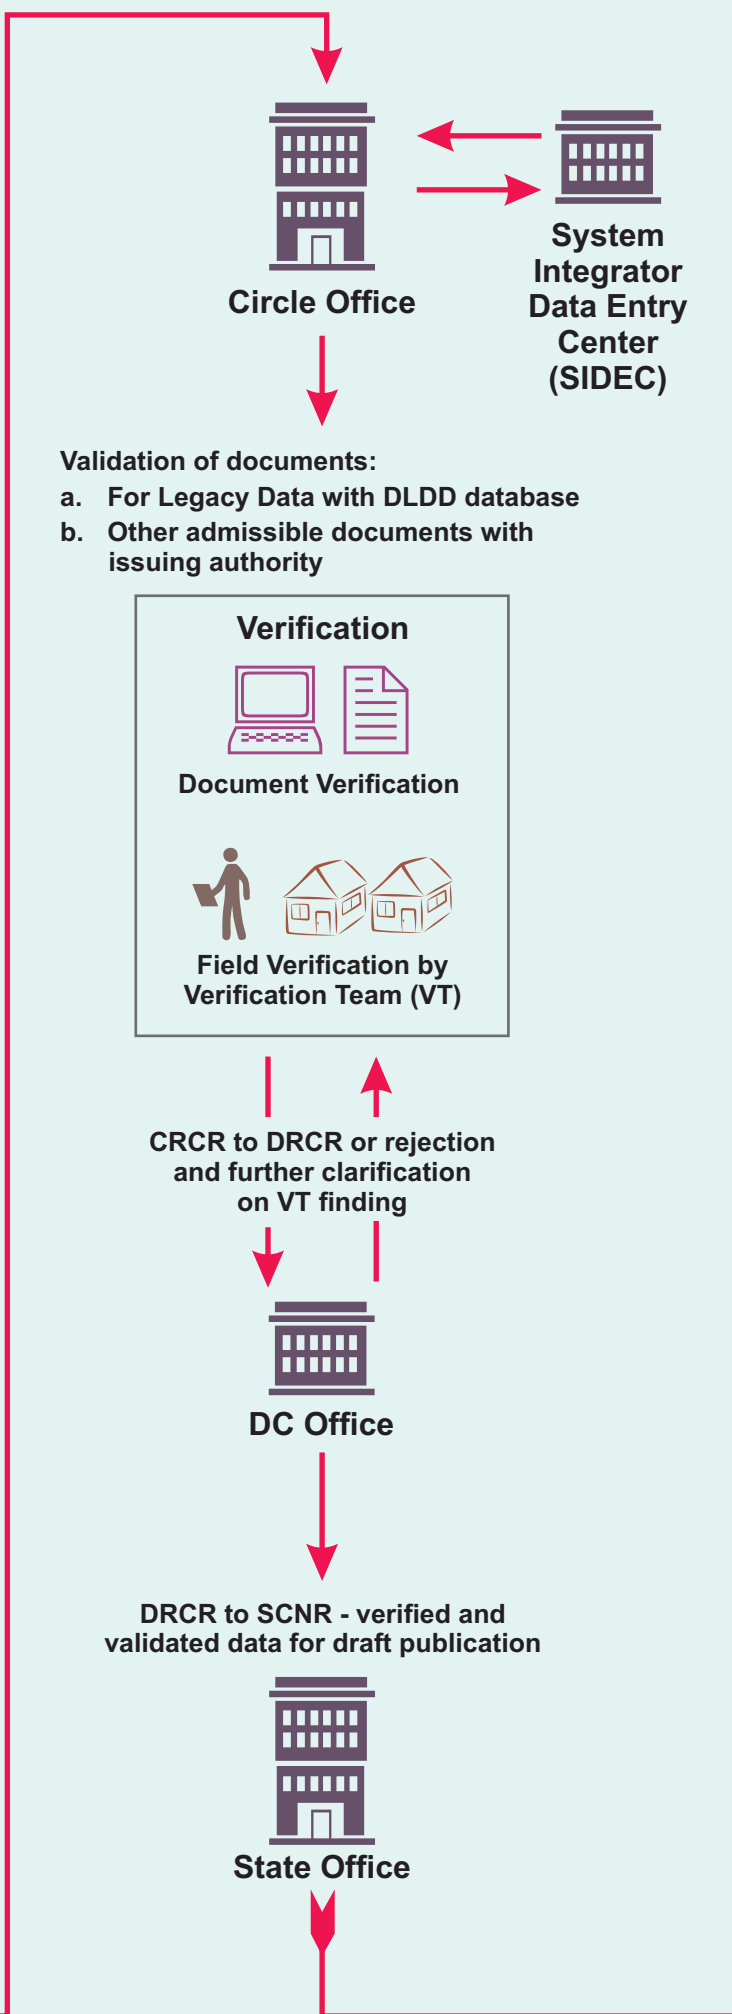 Circle Office
System
Integrator
Data Entry
Center
(SIDEC)
Validation of documents:
a. For Legacy Data with DLDD database
b. Other admissible documents with
issuing authority
Verification
Document Verification
Field Verification by
Verification Team (VT)
CRCR to DRCR or rejection
and further clarification
on VT finding
DC Office
DRCR to SCNR - verified and
validated data for draft publication
State Office